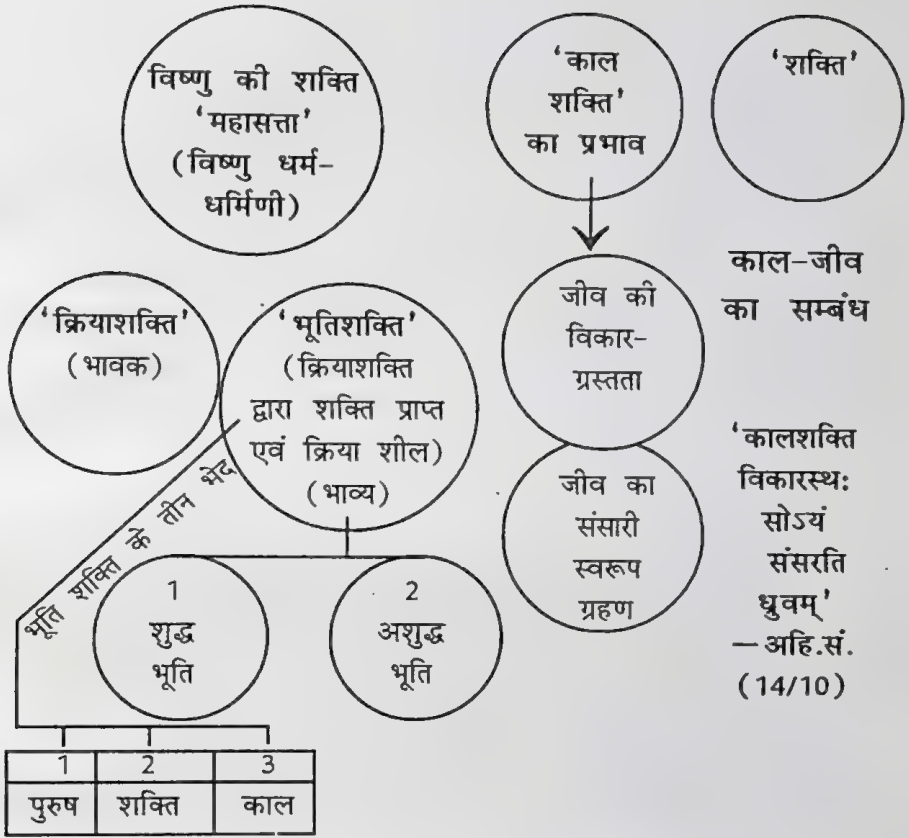 विष्णु की शक्ति
'महासत्ता'
(विष्णु धर्म-
धर्मिणी)
'काल
शक्ति'
का प्रभाव
'शक्ति'
'क्रियाशक्ति'
(भावक)
'भूतिशक्ति'
(क्रियाशक्ति
द्वारा शक्ति प्राप्त
एवं क्रिया शील)
(भाव्य)
जीव की
विकार-
ग्रस्तता
काल-जीव
का सम्बंध
जीव का
संसारी
स्वरूप
ग्रहण
'कालशक्ति
विकारस्थः
सोऽयं
संसरति
ध्रुवम्'
—अहि.सं.
(14/10)
भूति शक्ति के तीन भेद
1
शुद्ध
भूति
2
अशुद्ध
भूति
1 2 3
पुरुष शक्ति काल